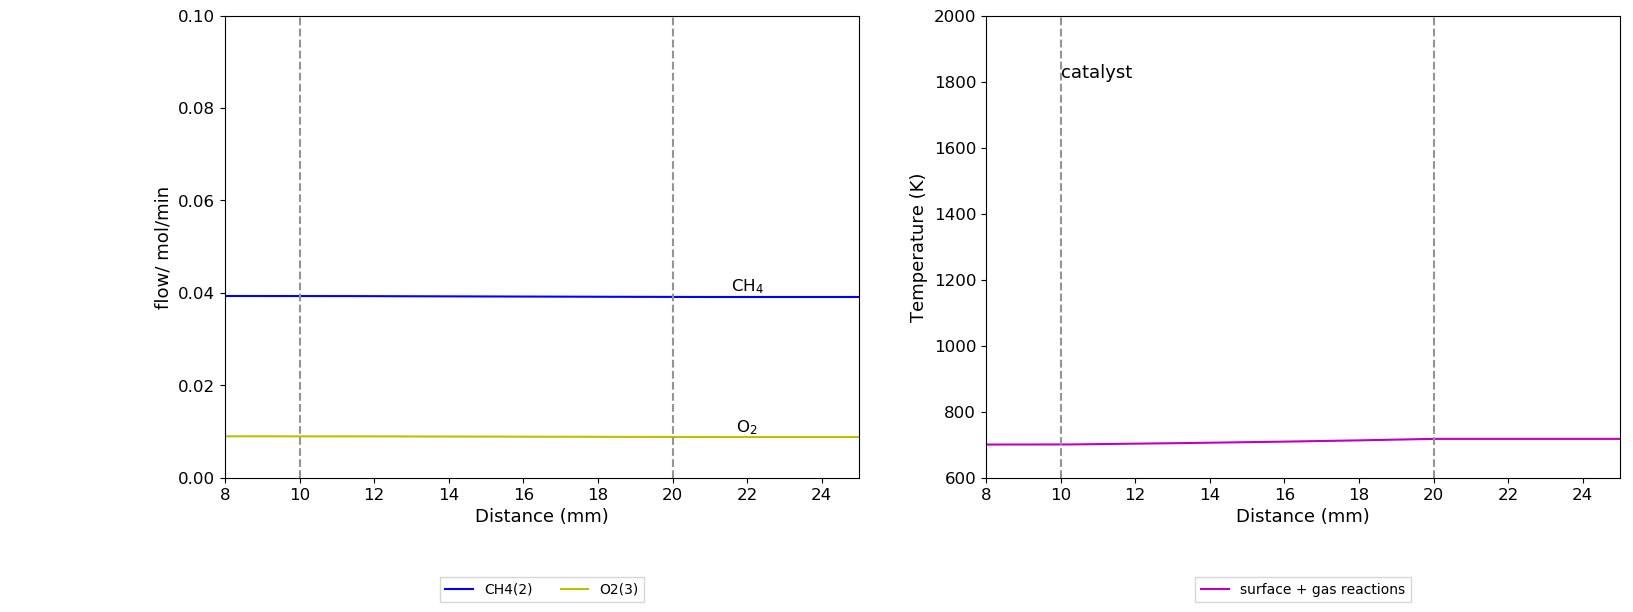 0.10
0.08
0.06
0.04
0.02
0.00
flow/ mol/min
CH₄
O₂
8 10 12 14 16 18 20 22 24
Distance (mm)
CH4(2) O2(3)
2000
1800
1600
1400
1200
1000
800
600
Temperature (K)
catalyst
8 10 12 14 16 18 20 22 24
Distance (mm)
surface + gas reactions